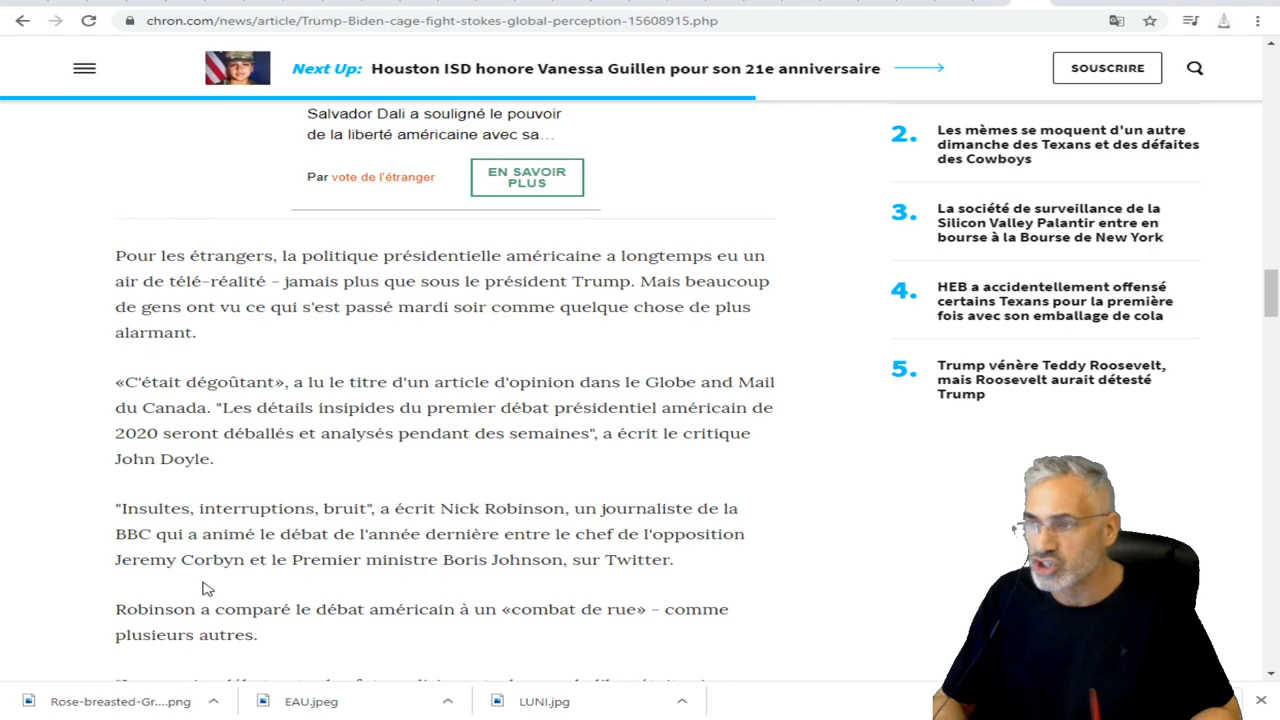 chron.com/news/article/Trump-Biden-cage-fight-stokes-global-perception-15608915.php
Next Up: Houston ISD honore Vanessa Guillen pour son 21e anniversaire
SOUSCRIRE
Salvador Dali a souligné le pouvoir
de la liberté américaine avec sa...
Par vote de l'étranger
EN SAVOIR
PLUS
Pour les étrangers, la politique présidentielle américaine a longtemps eu un
air de télé-réalité - jamais plus que sous le président Trump. Mais beaucoup
de gens ont vu ce qui s'est passé mardi soir comme quelque chose de plus
alarmant.
«C'était dégoûtant», a lu le titre d'un article d'opinion dans le Globe and Mail
du Canada. "Les détails insipides du premier débat présidentiel américain de
2020 seront déballés et analysés pendant des semaines", a écrit le critique
John Doyle.
"Insultes, interruptions, bruit", a écrit Nick Robinson, un journaliste de la
BBC qui a animé le débat de l'année dernière entre le chef de l'opposition
Jeremy Corbyn et le Premier ministre Boris Johnson, sur Twitter.
Robinson a comparé le débat américain à un «combat de rue» - comme
plusieurs autres.
2. Les mèmes se moquent d'un autre
dimanche des Texans et des défaites
des Cowboys
3. La société de surveillance de la
Silicon Valley Palantir entre en
bourse à la Bourse de New York
4. HEB a accidentellement offensé
certains Texans pour la première
fois avec son emballage de cola
5. Trump vénère Teddy Roosevelt,
mais Roosevelt aurait détesté
Trump
Rose-breasted-Gr....png
EAU.jpeg
LUNI.jpg